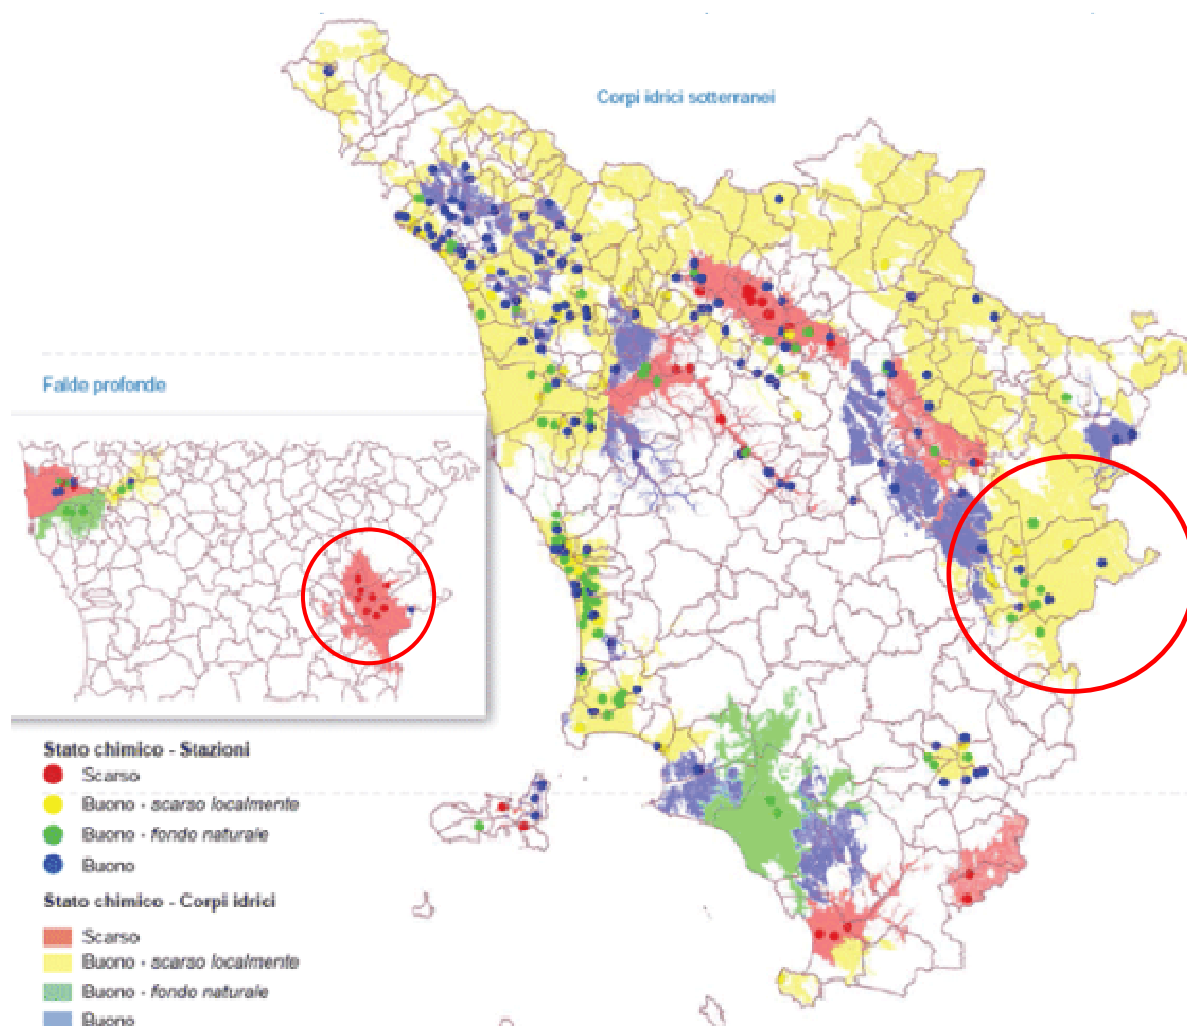 Corpi idrici sotterranei
Falde profonde
Stato chimico - Stazioni
Scarso
Buono - scarso localmente
Buono - fondo naturale
Buono
Stato chimico - Corpi idrici
Scarso
Buono - scarso localmente
Buono - fondo naturale
Buono